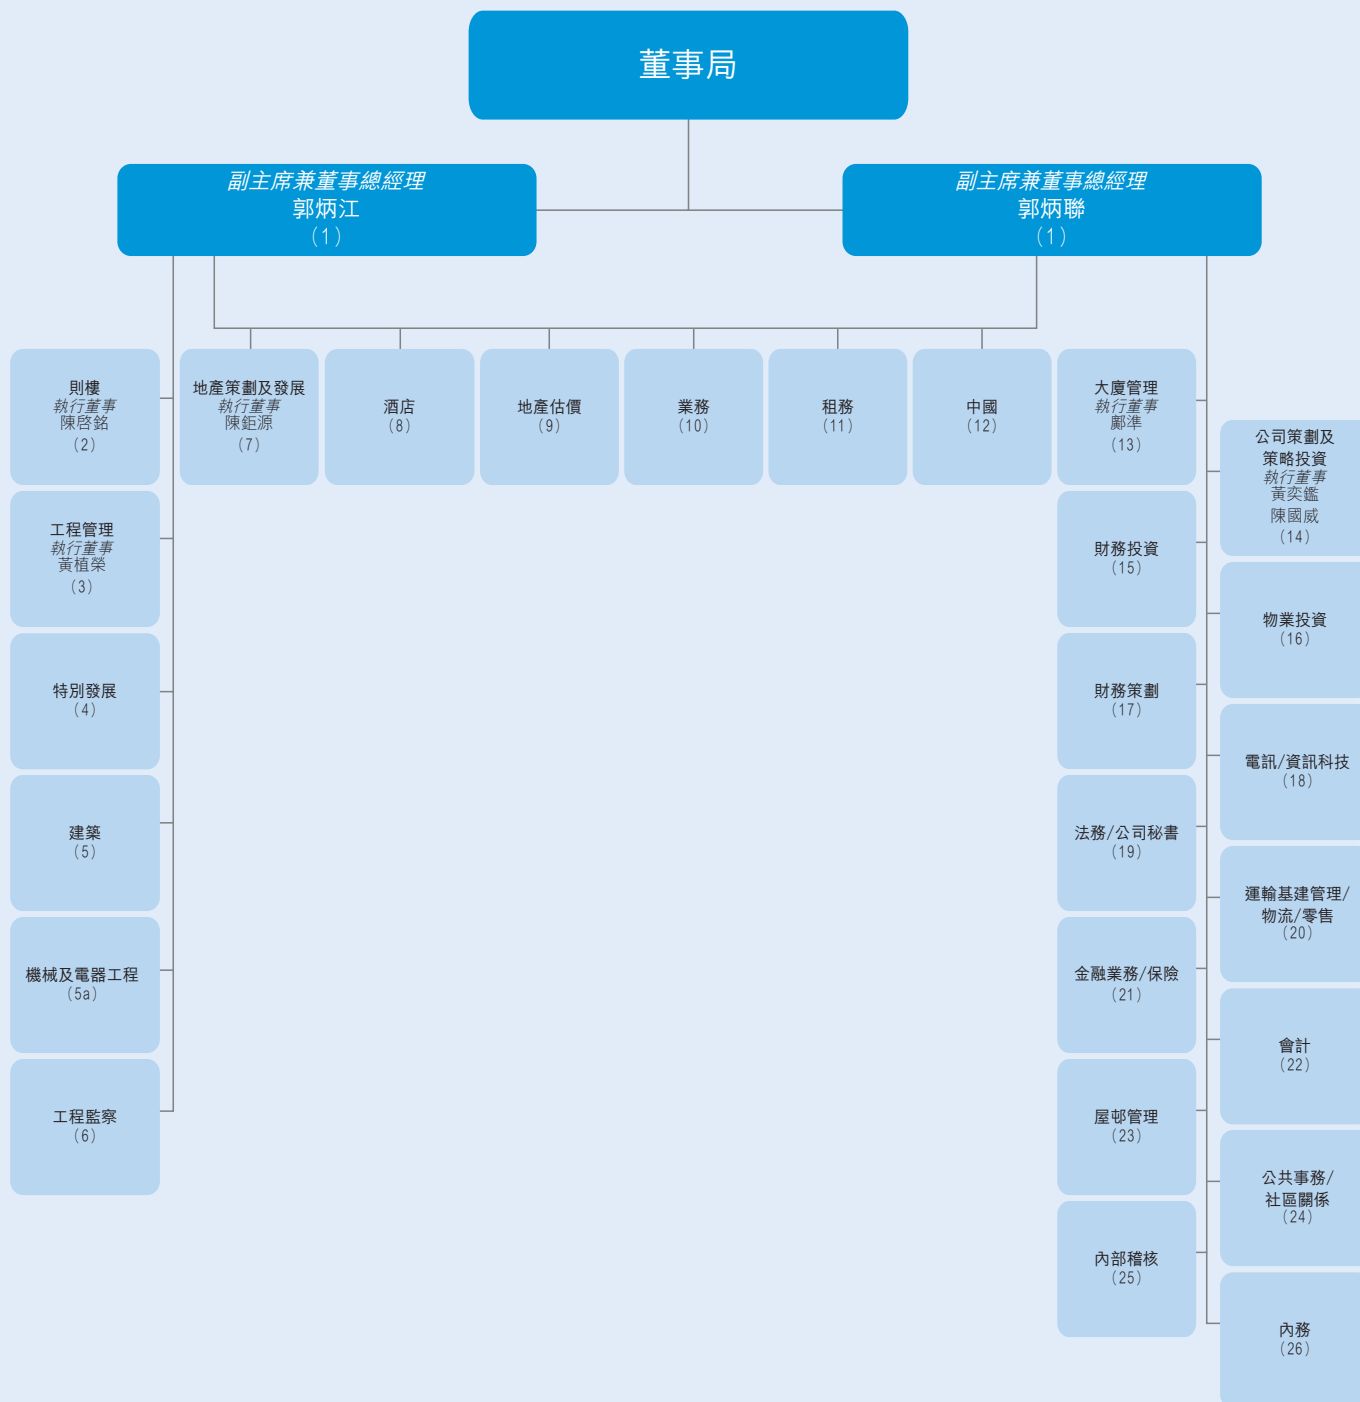 董事局
副主席兼董事總經理
郭炳江
(1)
副主席兼董事總經理
郭炳聯
(1)
則樓
執行董事
陳啓銘
(2)
地產策劃及發展
執行董事
陳鉅源
(7)
酒店
(8)
地產估價
(9)
業務
(10)
租務
(11)
中國
(12)
大廈管理
執行董事
鄺準
(13)
公司策劃及
策略投資
執行董事
黃奕鑑
陳國威
(14)
工程管理
執行董事
黃植榮
(3)
財務投資
(15)
物業投資
(16)
特別發展
(4)
財務策劃
(17)
電訊/資訊科技
(18)
建築
(5)
法務/公司秘書
(19)
運輸基建管理/
物流/零售
(20)
機械及電器工程
(5a)
金融業務/保險
(21)
會計
(22)
工程監察
(6)
屋邨管理
(23)
公共事務/
社區關係
(24)
內部稽核
(25)
內務
(26)